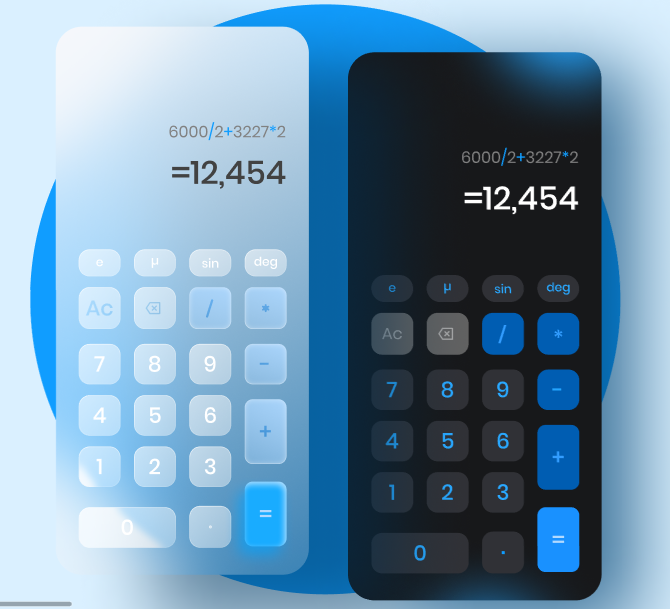 6000/2+3227*2
=12,454
e μ sin deg
Ac / *
7 8 9 -
4 5 6 +
1 2 3
0 . =
6000/2+3227*2
=12,454
e μ sin deg
Ac / *
7 8 9 -
4 5 6 +
1 2 3
0 . =